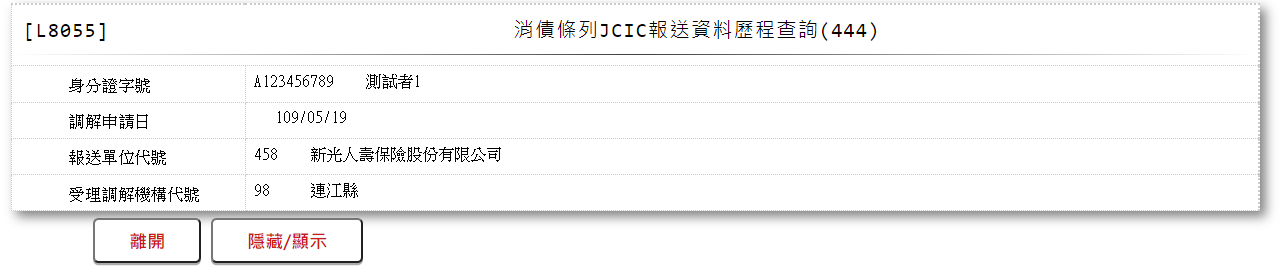 [L8055] 消債條列JCIC報送資料歷程查詢(444)
身分證字號 A123456789 測試者1
調解申請日 109/05/19
報送單位代號 458 新光人壽保險股份有限公司
受理調解機構代號 98 連江縣
離開 隱藏/顯示